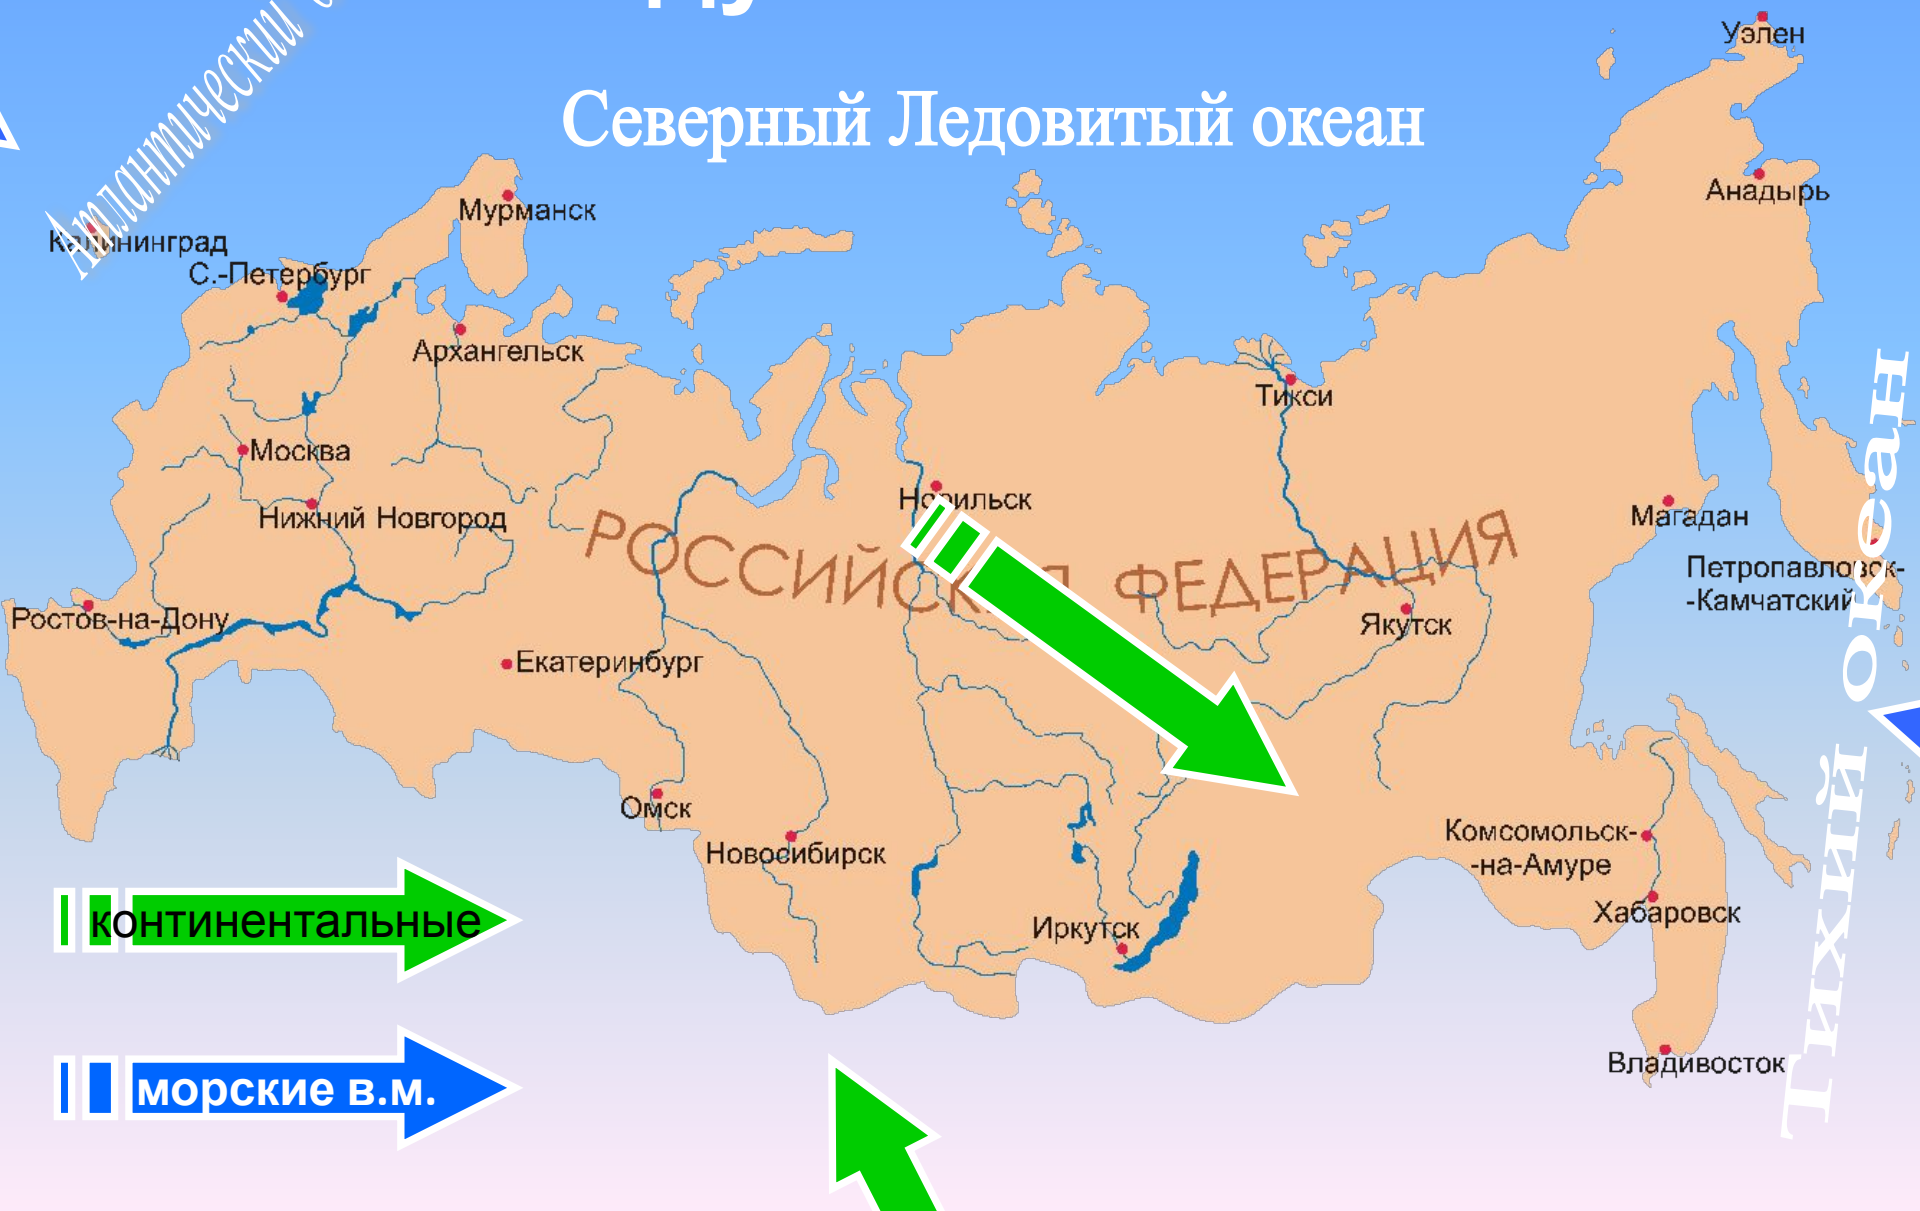 Атлантический
Северный Ледовитый океан
Уэлен
Анадырь
Мурманск
Калининград
С.-Петербург
Архангельск
Тикси
Москва
Норильск
Нижний Новгород
Магадан
РОССИЙСКАЯ ФЕДЕРАЦИЯ
Петропавловск-
-Камчатский
Ростов-на-Дону
Якутск
Екатеринбург
Тихий океан
Омск
Новосибирск
Комсомольск-
-на-Амуре
Хабаровск
Иркутск
континентальные
Владивосток
морские в.м.